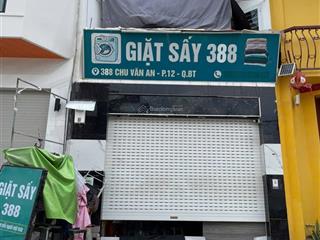 GIẶT SẤY 388
388 CHU VĂN AN - P.12 - Q.BT
GIẶT SẤY
388